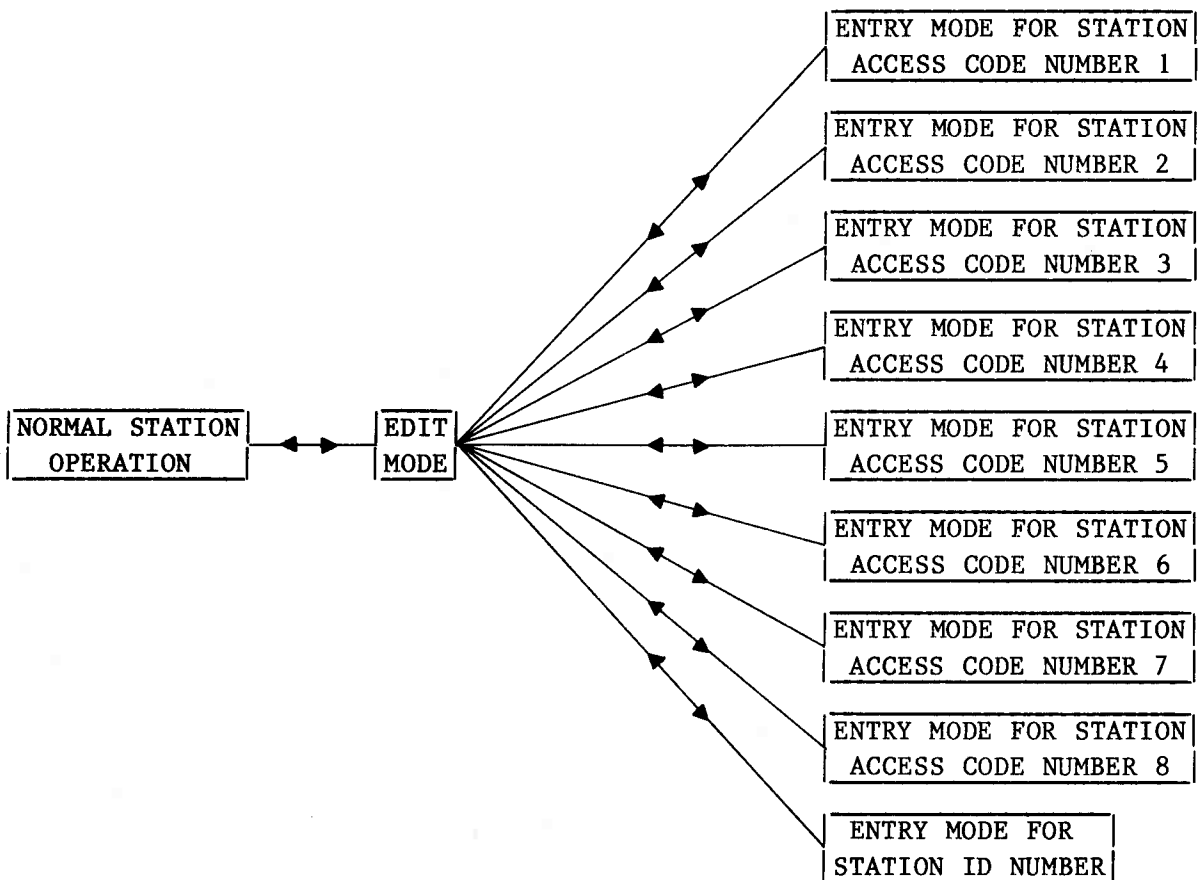 ENTRY MODE FOR STATION
ACCESS CODE NUMBER 1
ENTRY MODE FOR STATION
ACCESS CODE NUMBER 2
ENTRY MODE FOR STATION
ACCESS CODE NUMBER 3
ENTRY MODE FOR STATION
ACCESS CODE NUMBER 4
NORMAL STATION
OPERATION
EDIT
MODE
ENTRY MODE FOR STATION
ACCESS CODE NUMBER 5
ENTRY MODE FOR STATION
ACCESS CODE NUMBER 6
ENTRY MODE FOR STATION
ACCESS CODE NUMBER 7
ENTRY MODE FOR STATION
ACCESS CODE NUMBER 8
ENTRY MODE FOR
STATION ID NUMBER